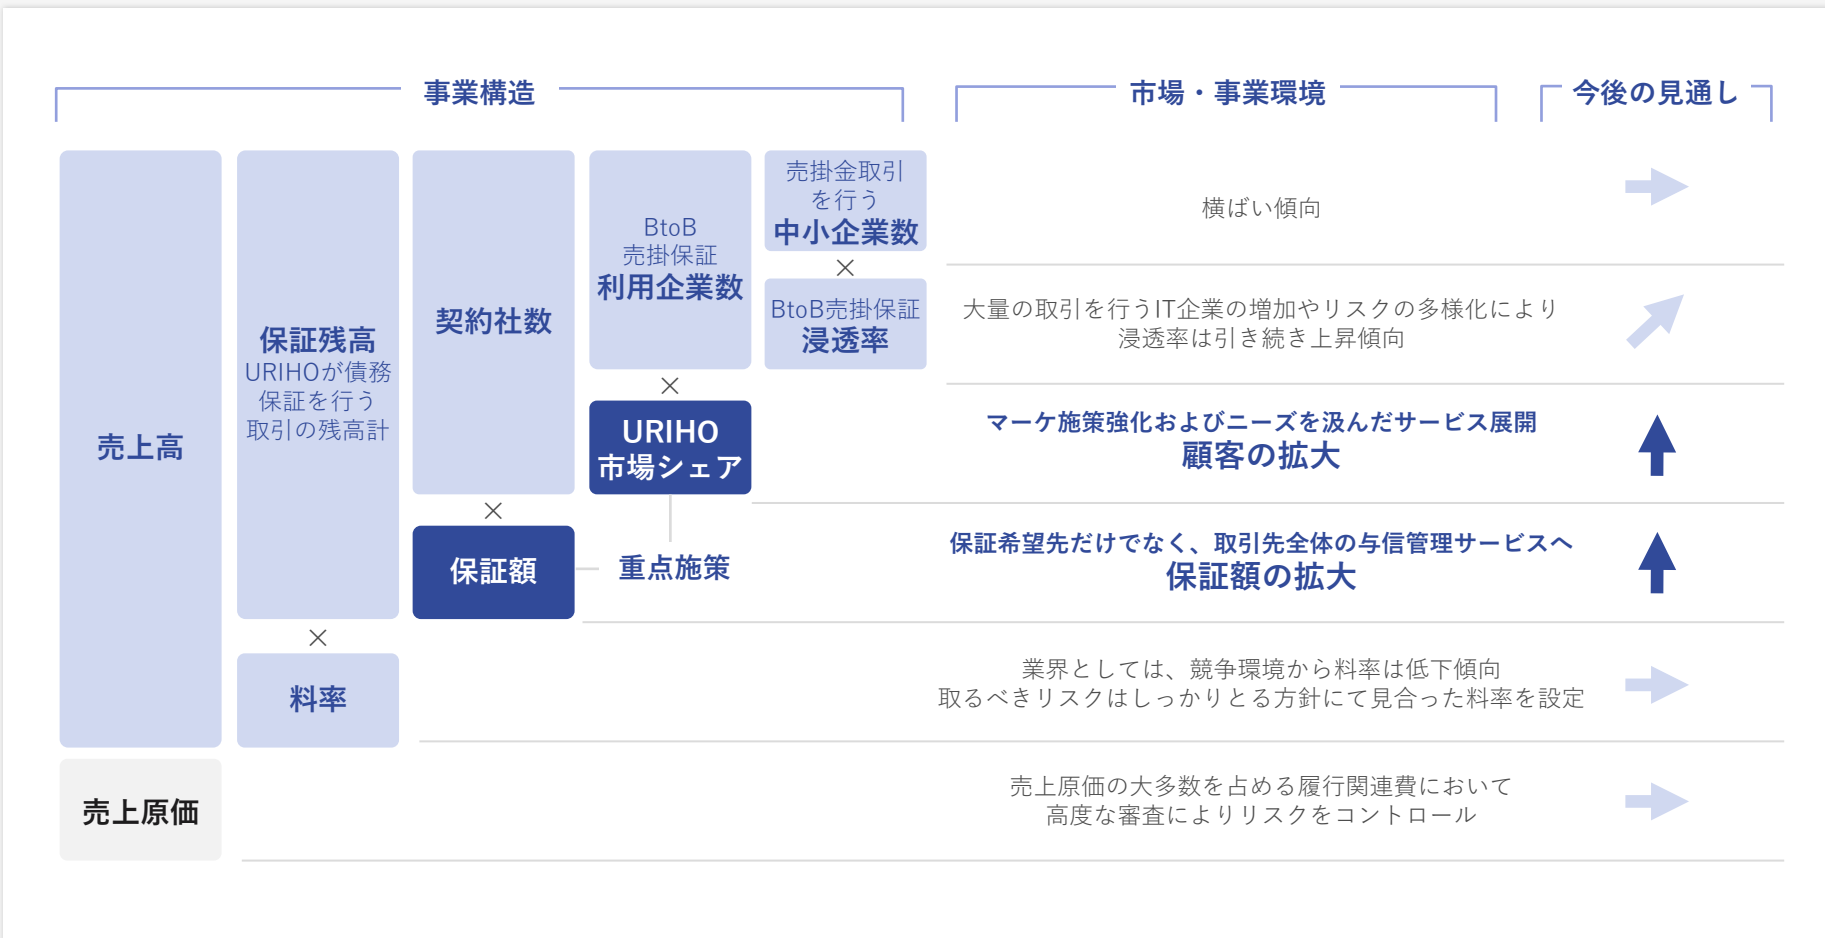 事業構造
市場・事業環境
今後の見通し
売上高
保証残高
URIHOが債務
保証を行う
取引の残高計
×
料率
契約社数
×
保証額
BtoB
売掛保証
利用企業数
×
URIHO
市場シェア
重点施策
売掛金取引
を行う
中小企業数
×
BtoB売掛保証
浸透率
横ばい傾向
大量の取引を行うIT企業の増加やリスクの多様化により
浸透率は引き続き上昇傾向
マーケ施策強化およびニーズを汲んだサービス展開
顧客の拡大
保証希望先だけでなく、取引先全体の与信管理サービスへ
保証額の拡大
業界としては、競争環境から料率は低下傾向
取るべきリスクはしっかりとる方針にて見合った料率を設定
売上原価
売上原価の大多数を占める履行関連費において
高度な審査によりリスクをコントロール